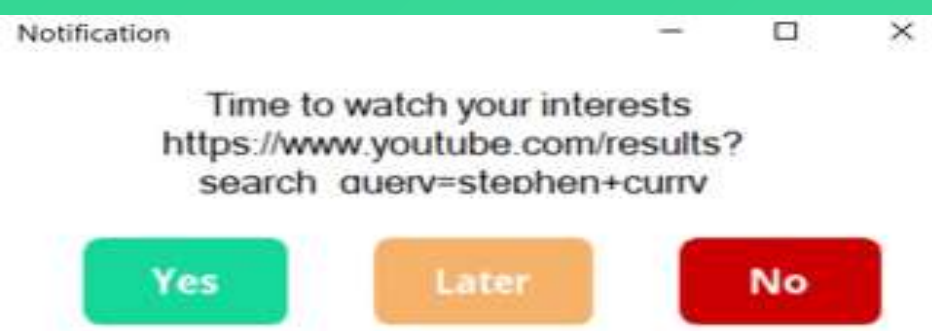 Notification
Time to watch your interests
https://www.youtube.com/results?
search_query=stephen+curry
Yes Later No